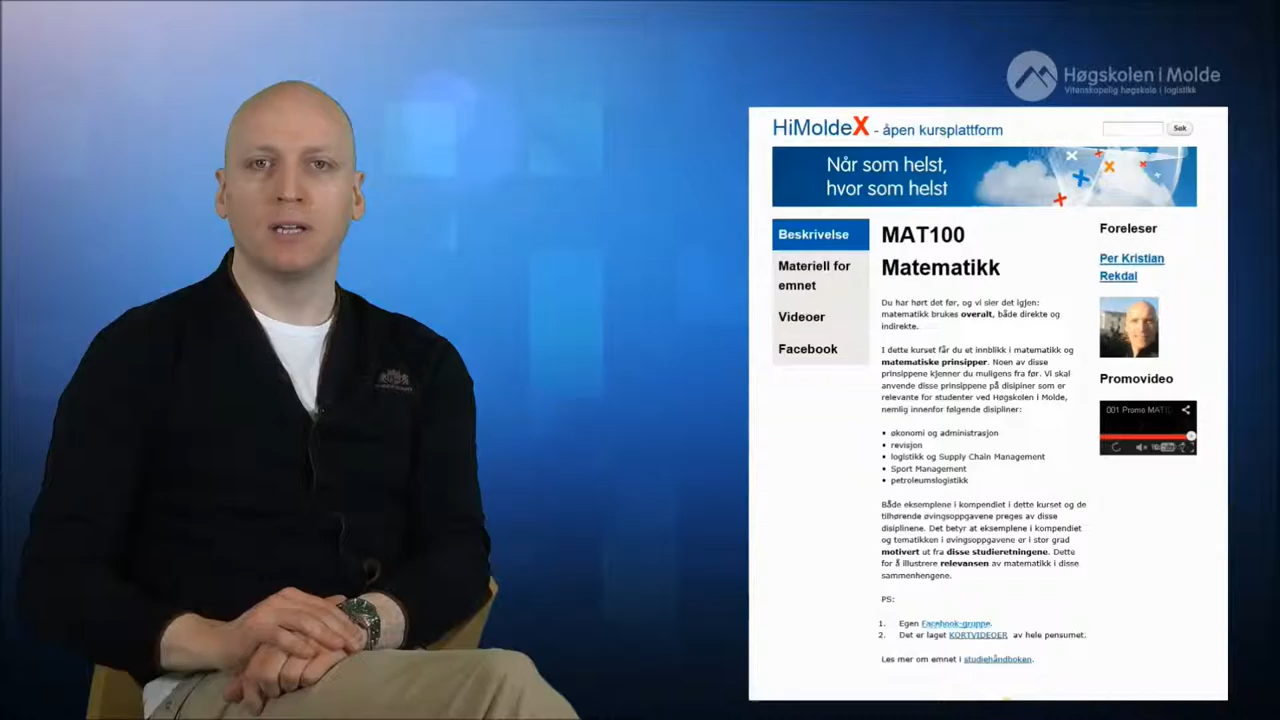 Høgskolen i Molde
Vitenskapelig høgskole i logistikk
HiMoldeX - åpen kursplattform
Søk
Når som helst,
hvor som helst
Beskrivelse
Materiell for
emnet
Videoer
Facebook
MAT100
Matematikk
Du har hørt det før, og vi sier det igjen:
matematikk brukes overalt, både direkte og
indirekte.
I dette kurset får du et innblikk i matematikk og
matematiske prinsipper. Noen av disse
prinsippene kjenner du muligens fra før. Vi skal
anvende disse prinsippene på disipiner som er
relevante for studenter ved Høgskolen i Molde,
nemlig innenfor følgende disipliner:
• økonomi og administrasjon
• revisjon
• logistikk og Supply Chain Management
• Sport Management
• petroleumslogistikk
Både eksemplene i kompendiet i dette kurset og de
tilhørende øvingsoppgavene preges av disse
disiplinene. Det betyr at eksemplene i kompendiet
og tematikken i øvingsoppgavene er i stor grad
motivert ut fra disse studieretningene. Dette
for å illustrere relevansen av matematikk i disse
sammenhengene.
PS:
1. Egen Facebook-gruppe.
2. Det er laget KORTVIDEOER av hele pensumet.
Les mer om emnet i studiehåndboken.
Foreleser
Per Kristian
Rekdal
Promovideo
001 Promo MAT1